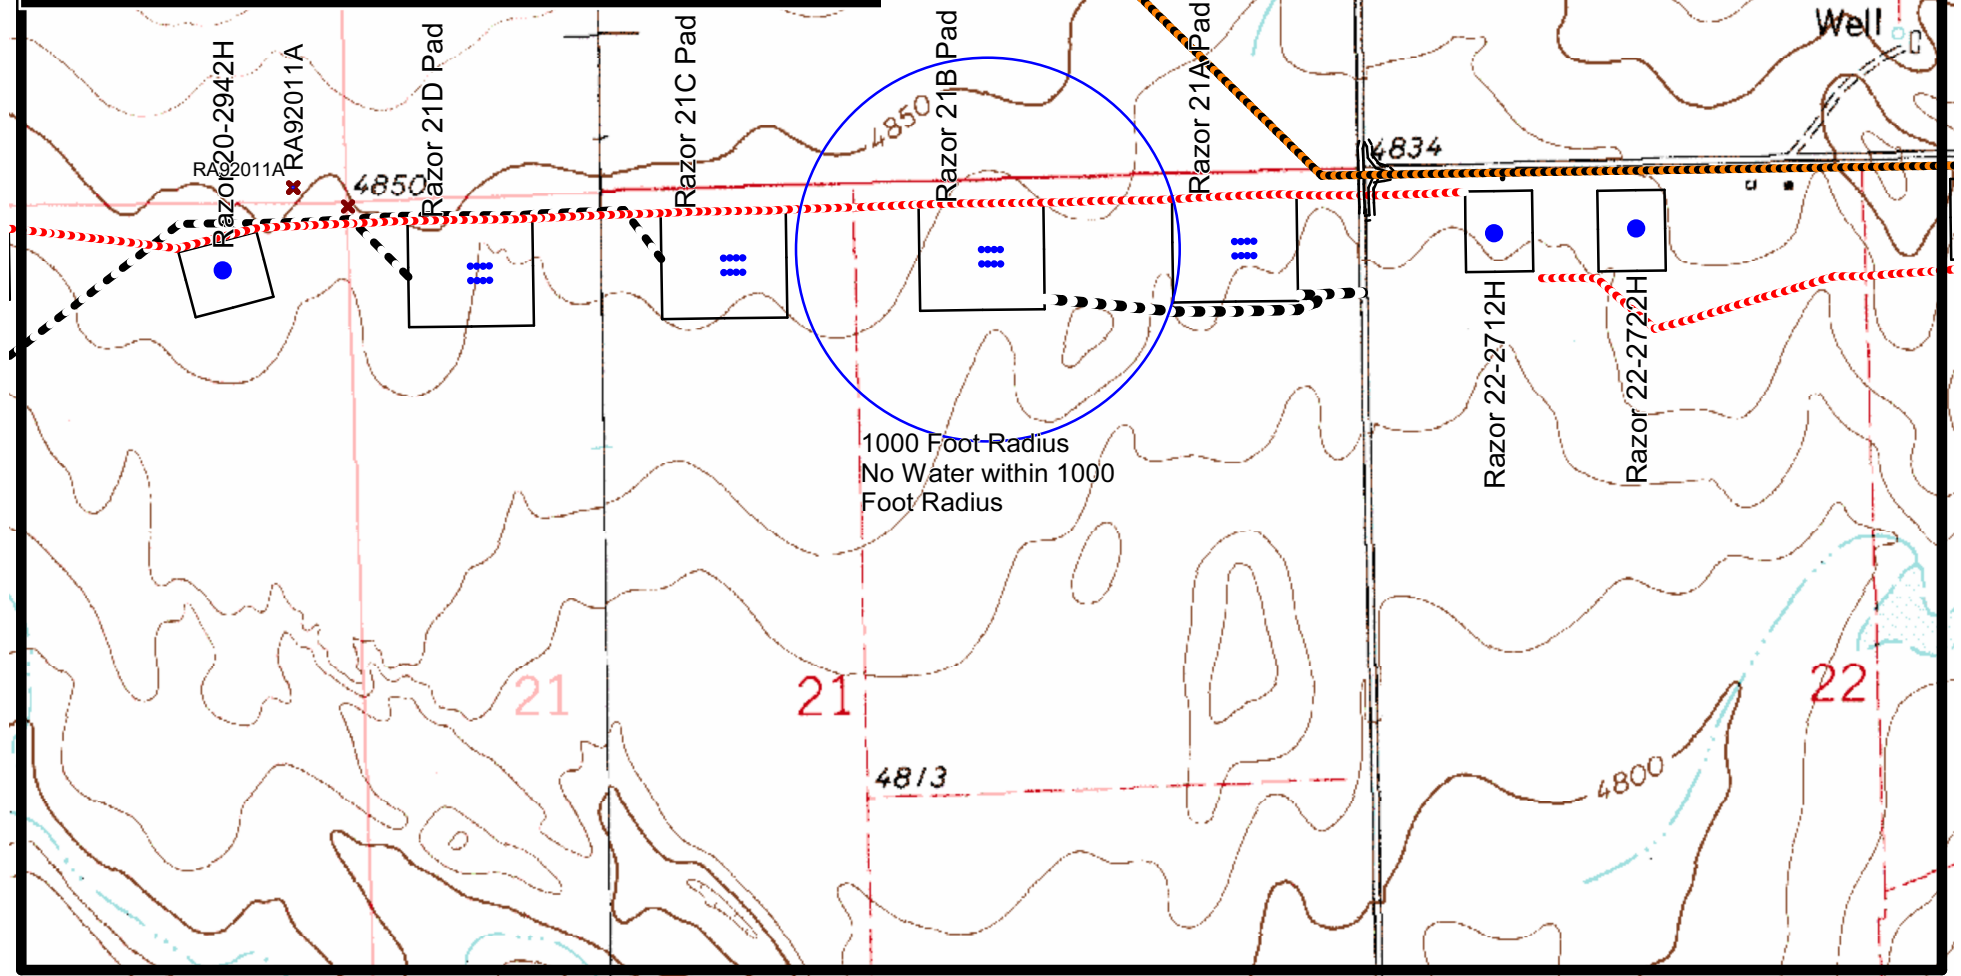 Well
Razor 20-2942H
RA92011A
RA92011A
Razor 21D Pad
Razor 21C Pad
Razor 21B Pad
Razor 21A Pad
4850
4850
4834
Razor 22-2712H
Razor 22-2722H
1000 Foot Radius
No Water within 1000
Foot Radius
21
21
22
4813
4800